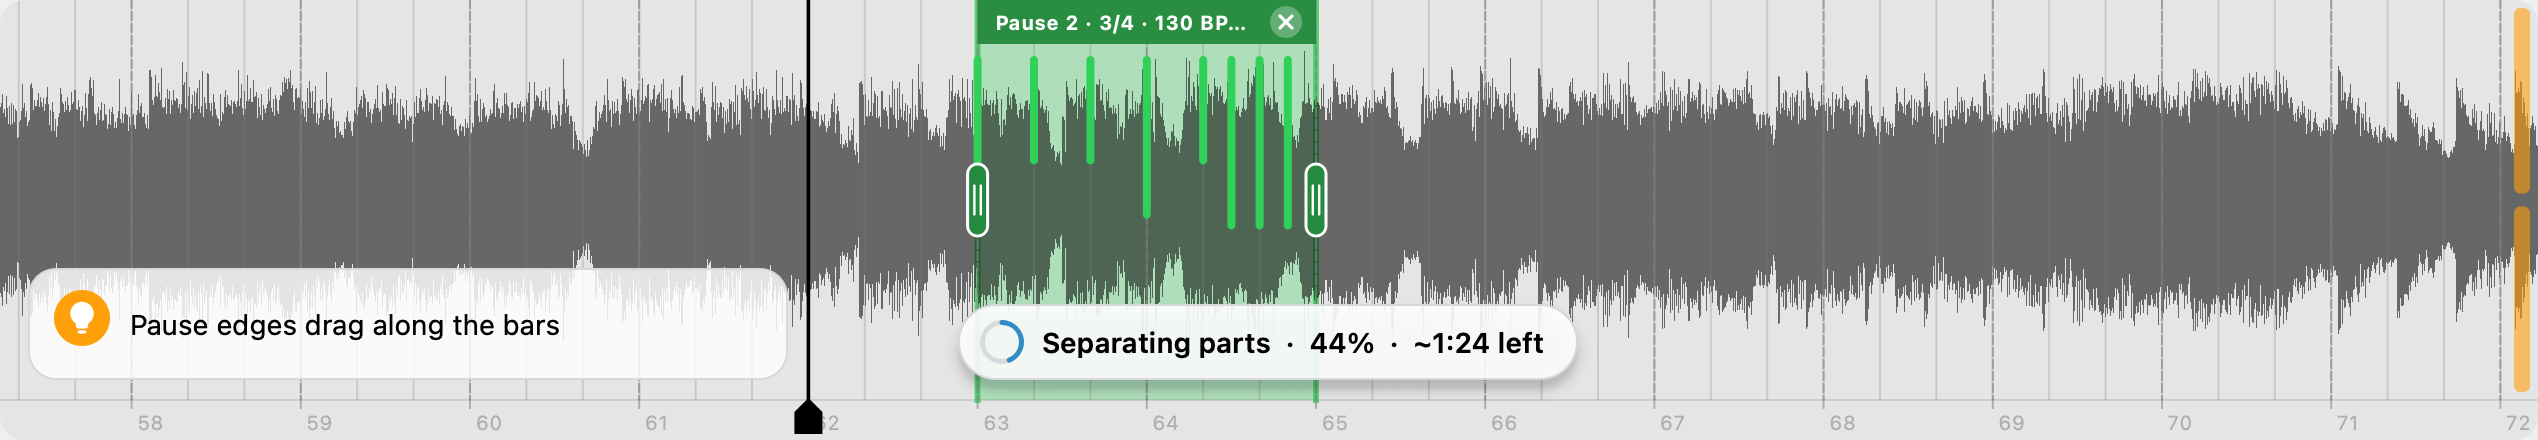 Pause 2 · 3/4 · 130 BP...
Pause edges drag along the bars
Separating parts · 44% · ~1:24 left
58 59 60 61 62 63 64 65 66 67 68 69 70 71 72